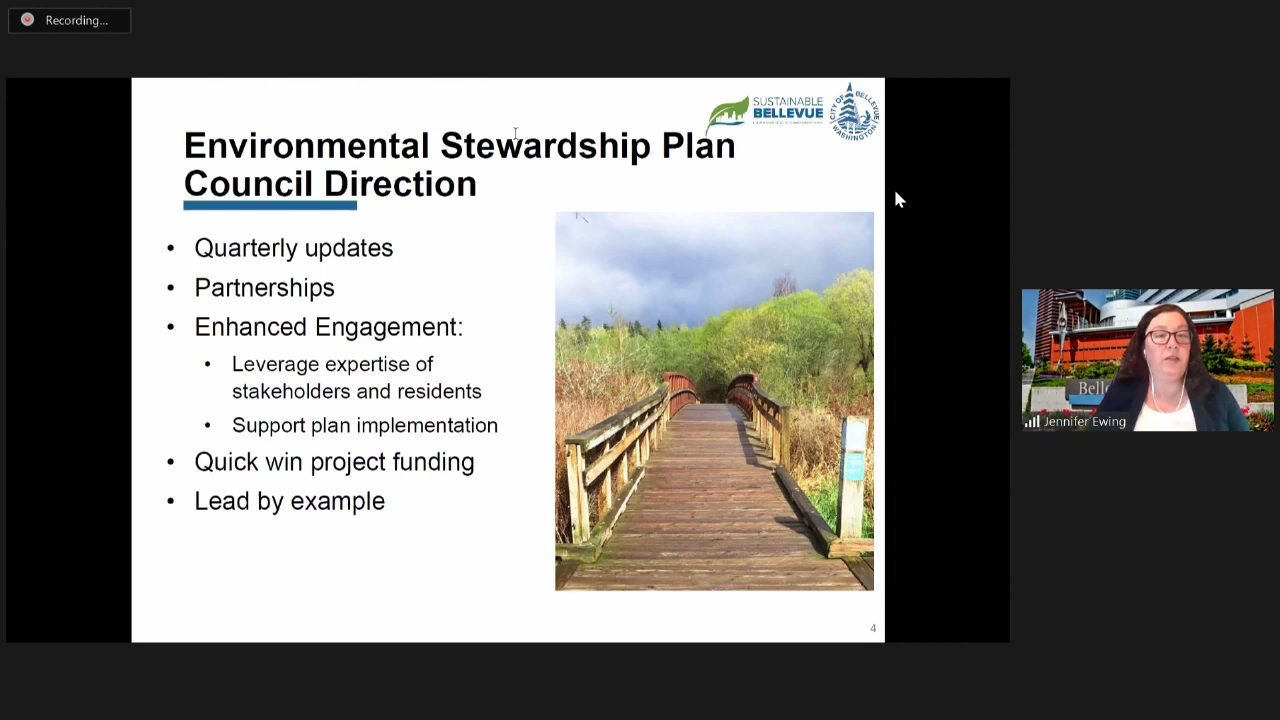 Recording...
SUSTAINABLE
BELLEVUE
CITY OF BELLEVUE
WASHINGTON
Environmental Stewardship Plan
Council Direction
• Quarterly updates
• Partnerships
• Enhanced Engagement:
• Leverage expertise of
stakeholders and residents
• Support plan implementation
• Quick win project funding
• Lead by example
4
Jennifer Ewing